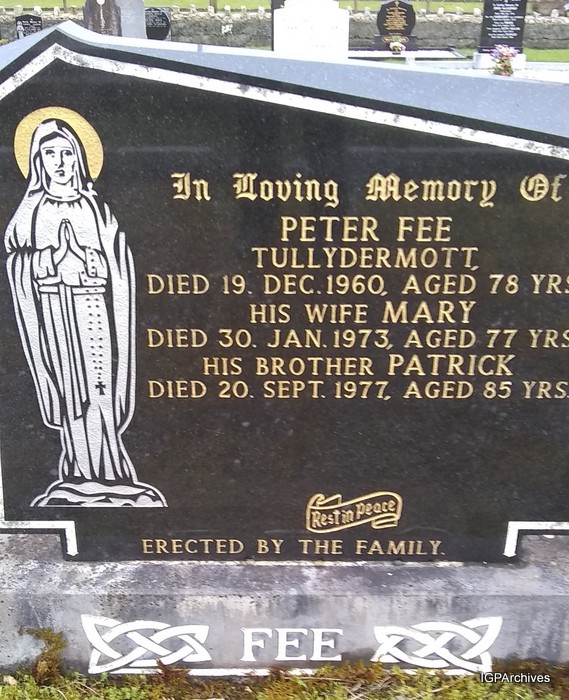 In Loving Memory Of
PETER FEE
TULLYDERMOTT,
DIED 19. DEC. 1960, AGED 78 YRS
HIS WIFE MARY
DIED 30. JAN. 1973, AGED 77 YRS
HIS BROTHER PATRICK
DIED 20. SEPT. 1977, AGED 85 YRS.
Rest in Peace
ERECTED BY THE FAMILY.
FEE
IGPArchives